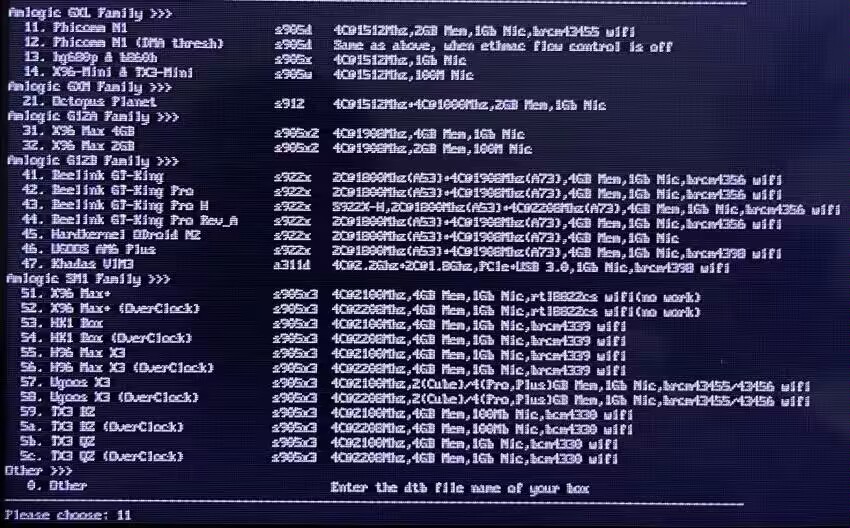 Amlogic GXL Family >>>
11. Phicomm N1 s905d 4C@1512Mhz,2GB Mem,1Gb Nic,brcm43455 wifi
12. Phicomm N1 (DMA thresh) s905d Same as above, when ethmac flow control is off
13. hg680p & b860h s905x 4C@1512Mhz,1Gb Nic
14. X96-Mini & TX3-Mini s905w 4C@1512Mhz,100M Nic
Amlogic GXM Family >>>
21. Octopus Planet s912 4C@1512Mhz+4C@1000Mhz,2GB Mem,1Gb Nic
Amlogic G12A Family >>>
31. X96 Max 4GB s905x2 4C@1908Mhz,4GB Mem,1Gb Nic
32. X96 Max 2GB s905x2 4C@1908Mhz,2GB Mem,100M Nic
Amlogic G12B Family >>>
41. Beelink GT-King s922x 2C@1800Mhz(A53)+4C@1908Mhz(A73),4GB Mem,1Gb Nic,brcm4356 wifi
42. Beelink GT-King Pro s922x 2C@1800Mhz(A53)+4C@1908Mhz(A73),4GB Mem,1Gb Nic,brcm4356 wifi
43. Beelink GT-King Pro H s922x S922X-H,2C@1800Mhz(A53)+4C@2208Mhz(A73),4GB Mem,1Gb Nic,brcm4356 wifi
44. Beelink GT-King Pro Rev_A s922x 2C@1800Mhz(A53)+4C@1908Mhz(A73),4GB Mem,1Gb Nic,brcm4356 wifi
45. Hardkernel ODroid N2 s922x 2C@1800Mhz(A53)+4C@1908Mhz(A73),4GB Mem,1Gb Nic
46. UGOOS AM6 Plus s922x 2C@1800Mhz(A53)+4C@1908Mhz(A73),4GB Mem,1Gb Nic,brcm4398 wifi
47. Khadas VIM3 a311d 4C@2.2Ghz+2C@1.8Ghz,PCIe+USB 3.0,1Gb Nic,brcm4398 wifi
Amlogic SM1 Family >>>
51. X96 Max+ s905x3 4C@2100Mhz,4GB Mem,1Gb Nic,rtl8822cs wifi(no work)
52. X96 Max+ (OverClock) s905x3 4C@2208Mhz,4GB Mem,1Gb Nic,rtl8822cs wifi(no work)
53. HK1 Box s905x3 4C@2100Mhz,4GB Mem,1Gb Nic,brcm4339 wifi
54. HK1 Box (OverClock) s905x3 4C@2208Mhz,4GB Mem,1Gb Nic,brcm4339 wifi
55. H96 Max X3 s905x3 4C@2100Mhz,4GB Mem,1Gb Nic,brcm4339 wifi
56. H96 Max X3 (OverClock) s905x3 4C@2208Mhz,4GB Mem,1Gb Nic,brcm4339 wifi
57. Ugoos X3 s905x3 4C@2100Mhz,2(Cube)/4(Pro,Plus)GB Mem,1Gb Nic,brcm43455/43456 wifi
58. Ugoos X3 (OverClock) s905x3 4C@2208Mhz,2(Cube)/4(Pro,Plus)GB Mem,1Gb Nic,brcm43455/43456 wifi
59. TX3 BZ s905x3 4C@2100Mhz,4GB Mem,100Mb Nic,bcm4330 wifi
5a. TX3 BZ (OverClock) s905x3 4C@2208Mhz,4GB Mem,100Mb Nic,bcm4330 wifi
5b. TX3 QZ s905x3 4C@2100Mhz,4GB Mem,1Gb Nic,bcm4330 wifi
5c. TX3 QZ (OverClock) s905x3 4C@2208Mhz,4GB Mem,1Gb Nic,bcm4330 wifi
Other >>>
0. Other Enter the dtb file name of your box
Please choose: 11